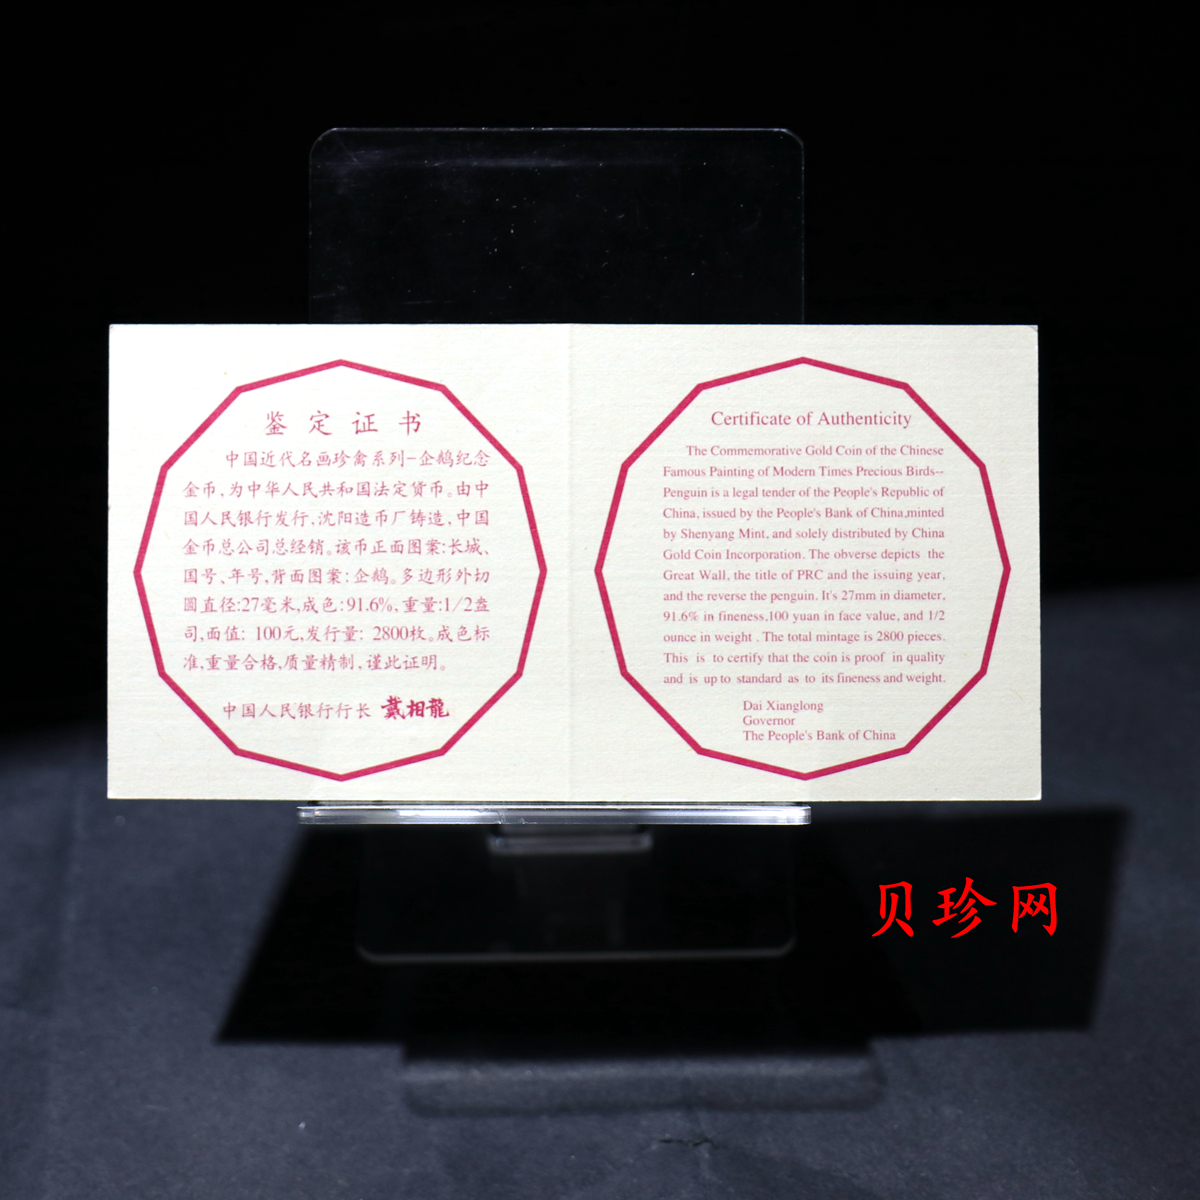 鉴定证书
中国近代名画珍禽系列-企鹅纪念
金币,为中华人民共和国法定货币。由中
国人民银行发行,沈阳造币厂铸造,中国
金币总公司总经销。该币正面图案:长城、
国号、年号,背面图案:企鹅。多边形外切
圆直径:27毫米,成色:91.6%,重量:1/2盎
司,面值: 100元,发行量: 2800枚。成色标
准,重量合格,质量精制,谨此证明。
中国人民银行行长 戴相龍
Certificate of Authenticity
The Commemorative Gold Coin of the Chinese
Famous Painting of Modern Times Precious Birds--
Penguin is a legal tender of the People's Republic of
China, issued by the People's Bank of China,minted
by Shenyang Mint, and solely distributed by China
Gold Coin Incorporation. The obverse depicts the
Great Wall, the title of PRC and the issuing year,
and the reverse the penguin. It's 27mm in diameter,
91.6% in fineness,100 yuan in face value, and 1/2
ounce in weight . The total mintage is 2800 pieces.
This is to certify that the coin is proof in quality
and is up to standard as to its fineness and weight.
Dai Xianglong
Governor
The People's Bank of China
贝珍网